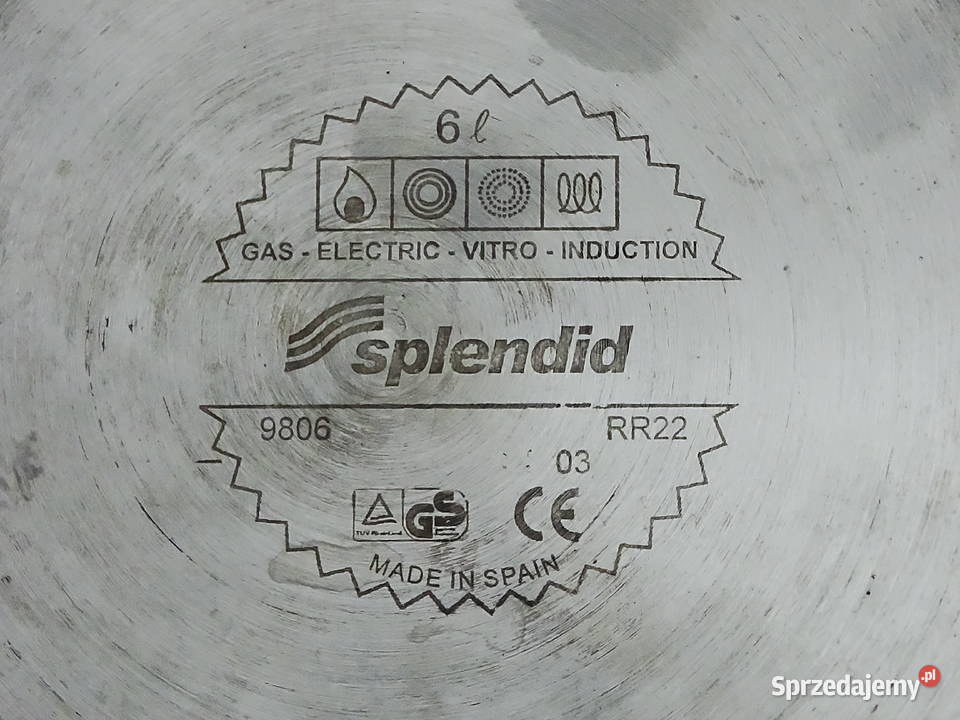 6 ℓ
GAS - ELECTRIC - VITRO - INDUCTION
splendid
9806 RR22
03
GS CE
MADE IN SPAIN
Sprzedajemy.pl